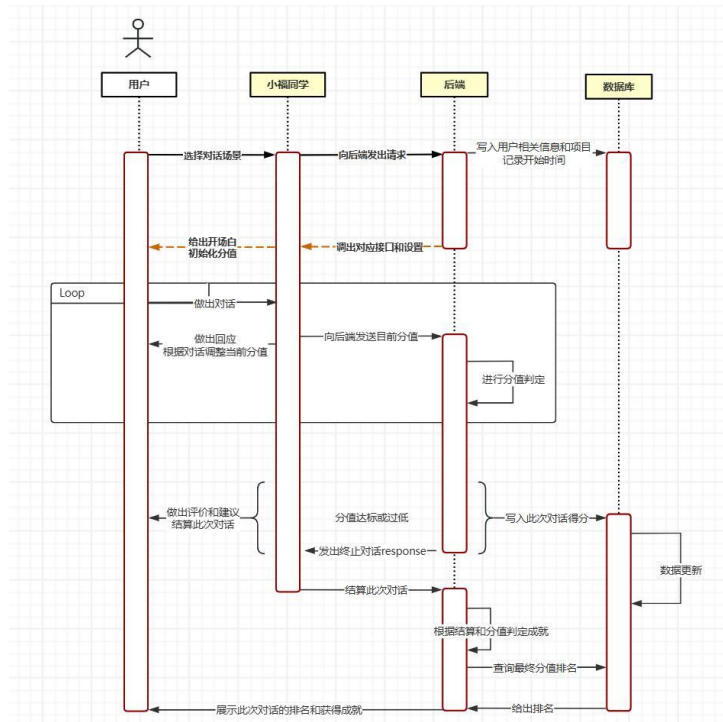 用户
小福同学
后端
数据库
选择对话场景
向后端发出请求
写入用户相关信息和项目
记录开始时间
给出开场白
初始化分值
调出对应接口和设置
Loop
做出对话
做出回应
根据对话调整当前分值
向后端发送目前分值
进行分值判定
做出评价和建议
结算此次对话
分值达标或过低
写入此次对话得分
发出终止对话response
数据更新
结算此次对话
根据结算和分值判定成就
查询最终分值排名
展示此次对话的排名和获得成就
给出排名